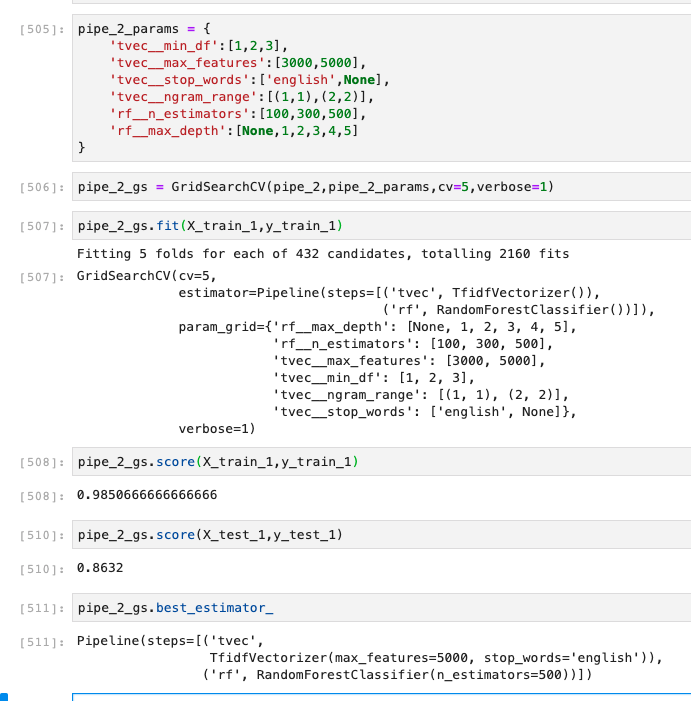 [505]: pipe_2_params = {
    'tvec__min_df':[1,2,3],
    'tvec__max_features':[3000,5000],
    'tvec__stop_words':['english',None],
    'tvec__ngram_range':[(1,1),(2,2)],
    'rf__n_estimators':[100,300,500],
    'rf__max_depth':[None,1,2,3,4,5]
}
[506]: pipe_2_gs = GridSearchCV(pipe_2,pipe_2_params,cv=5,verbose=1)
[507]: pipe_2_gs.fit(X_train_1,y_train_1)
Fitting 5 folds for each of 432 candidates, totalling 2160 fits
[507]: GridSearchCV(cv=5,
             estimator=Pipeline(steps=[('tvec', TfidfVectorizer()),
                                       ('rf', RandomForestClassifier())]),
             param_grid={'rf__max_depth': [None, 1, 2, 3, 4, 5],
                         'rf__n_estimators': [100, 300, 500],
                         'tvec__max_features': [3000, 5000],
                         'tvec__min_df': [1, 2, 3],
                         'tvec__ngram_range': [(1, 1), (2, 2)],
                         'tvec__stop_words': ['english', None]},
             verbose=1)
[508]: pipe_2_gs.score(X_train_1,y_train_1)
[508]: 0.9850666666666666
[510]: pipe_2_gs.score(X_test_1,y_test_1)
[510]: 0.8632
[511]: pipe_2_gs.best_estimator_
[511]: Pipeline(steps=[('tvec',
                 TfidfVectorizer(max_features=5000, stop_words='english')),
                ('rf', RandomForestClassifier(n_estimators=500))])